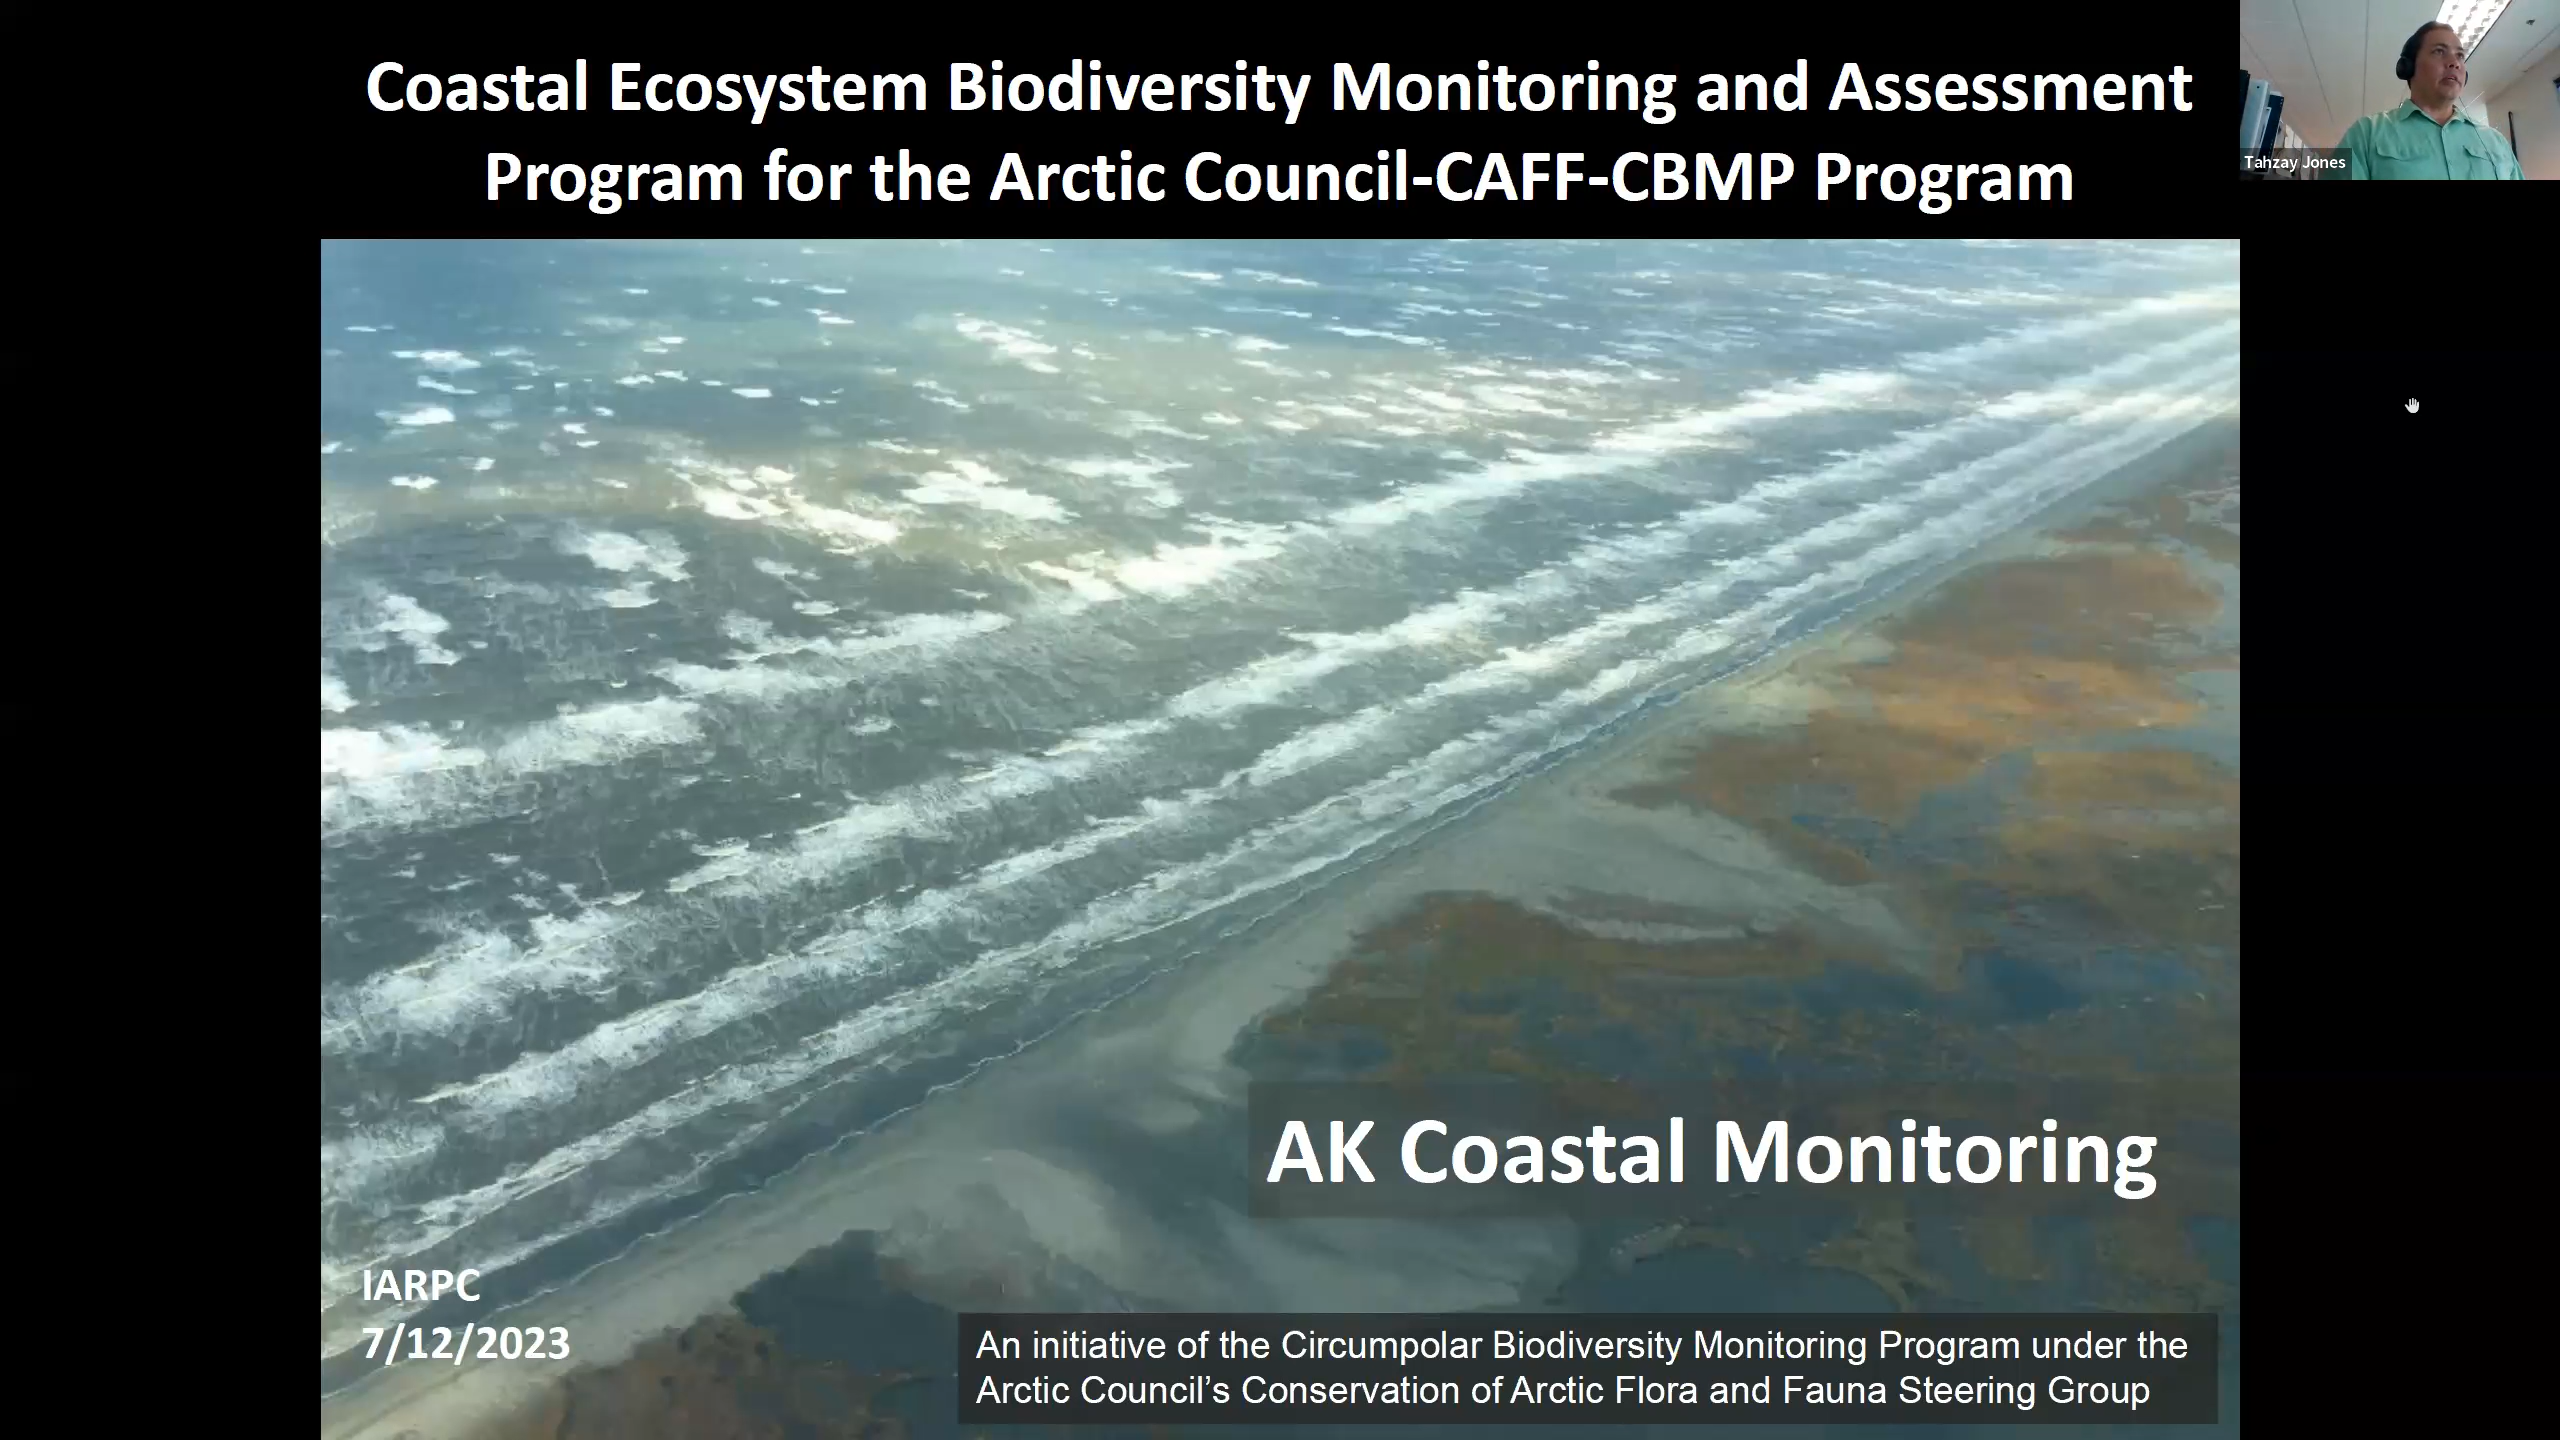 Coastal Ecosystem Biodiversity Monitoring and Assessment
Program for the Arctic Council-CAFF-CBMP Program
Tahzay Jones
AK Coastal Monitoring
IARPC
7/12/2023
An initiative of the Circumpolar Biodiversity Monitoring Program under the
Arctic Council’s Conservation of Arctic Flora and Fauna Steering Group